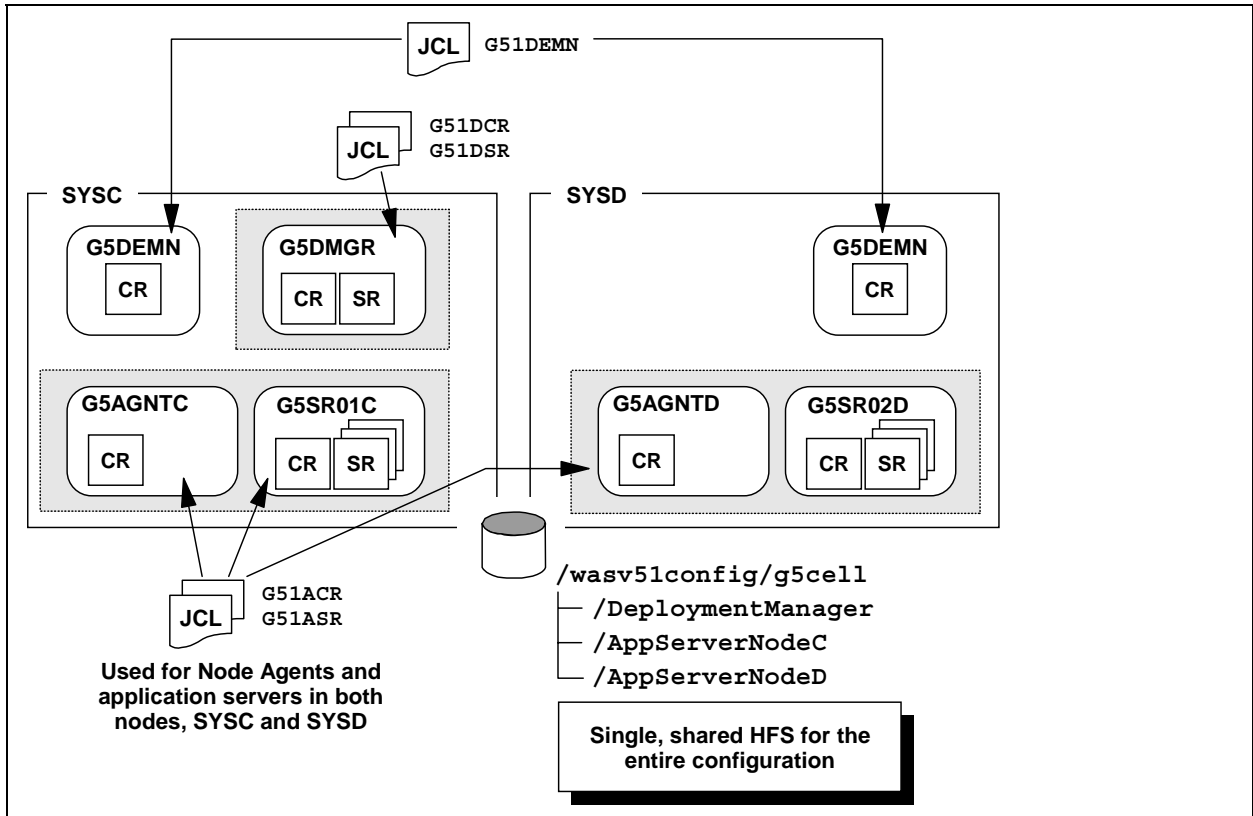 JCL G51DEMN
JCL
G51DCR
G51DSR
SYSC
G5DEMN
CR
G5DMGR
CR SR
G5AGNTC
CR
G5SR01C
CR SR
SYSD
G5DEMN
CR
G5AGNTD
CR
G5SR02D
CR SR
JCL
G51ACR
G51ASR
Used for Node Agents and
application servers in both
nodes, SYSC and SYSD
/wasv51config/g5cell
/DeploymentManager
/AppServerNodeC
/AppServerNodeD
Single, shared HFS for the
entire configuration